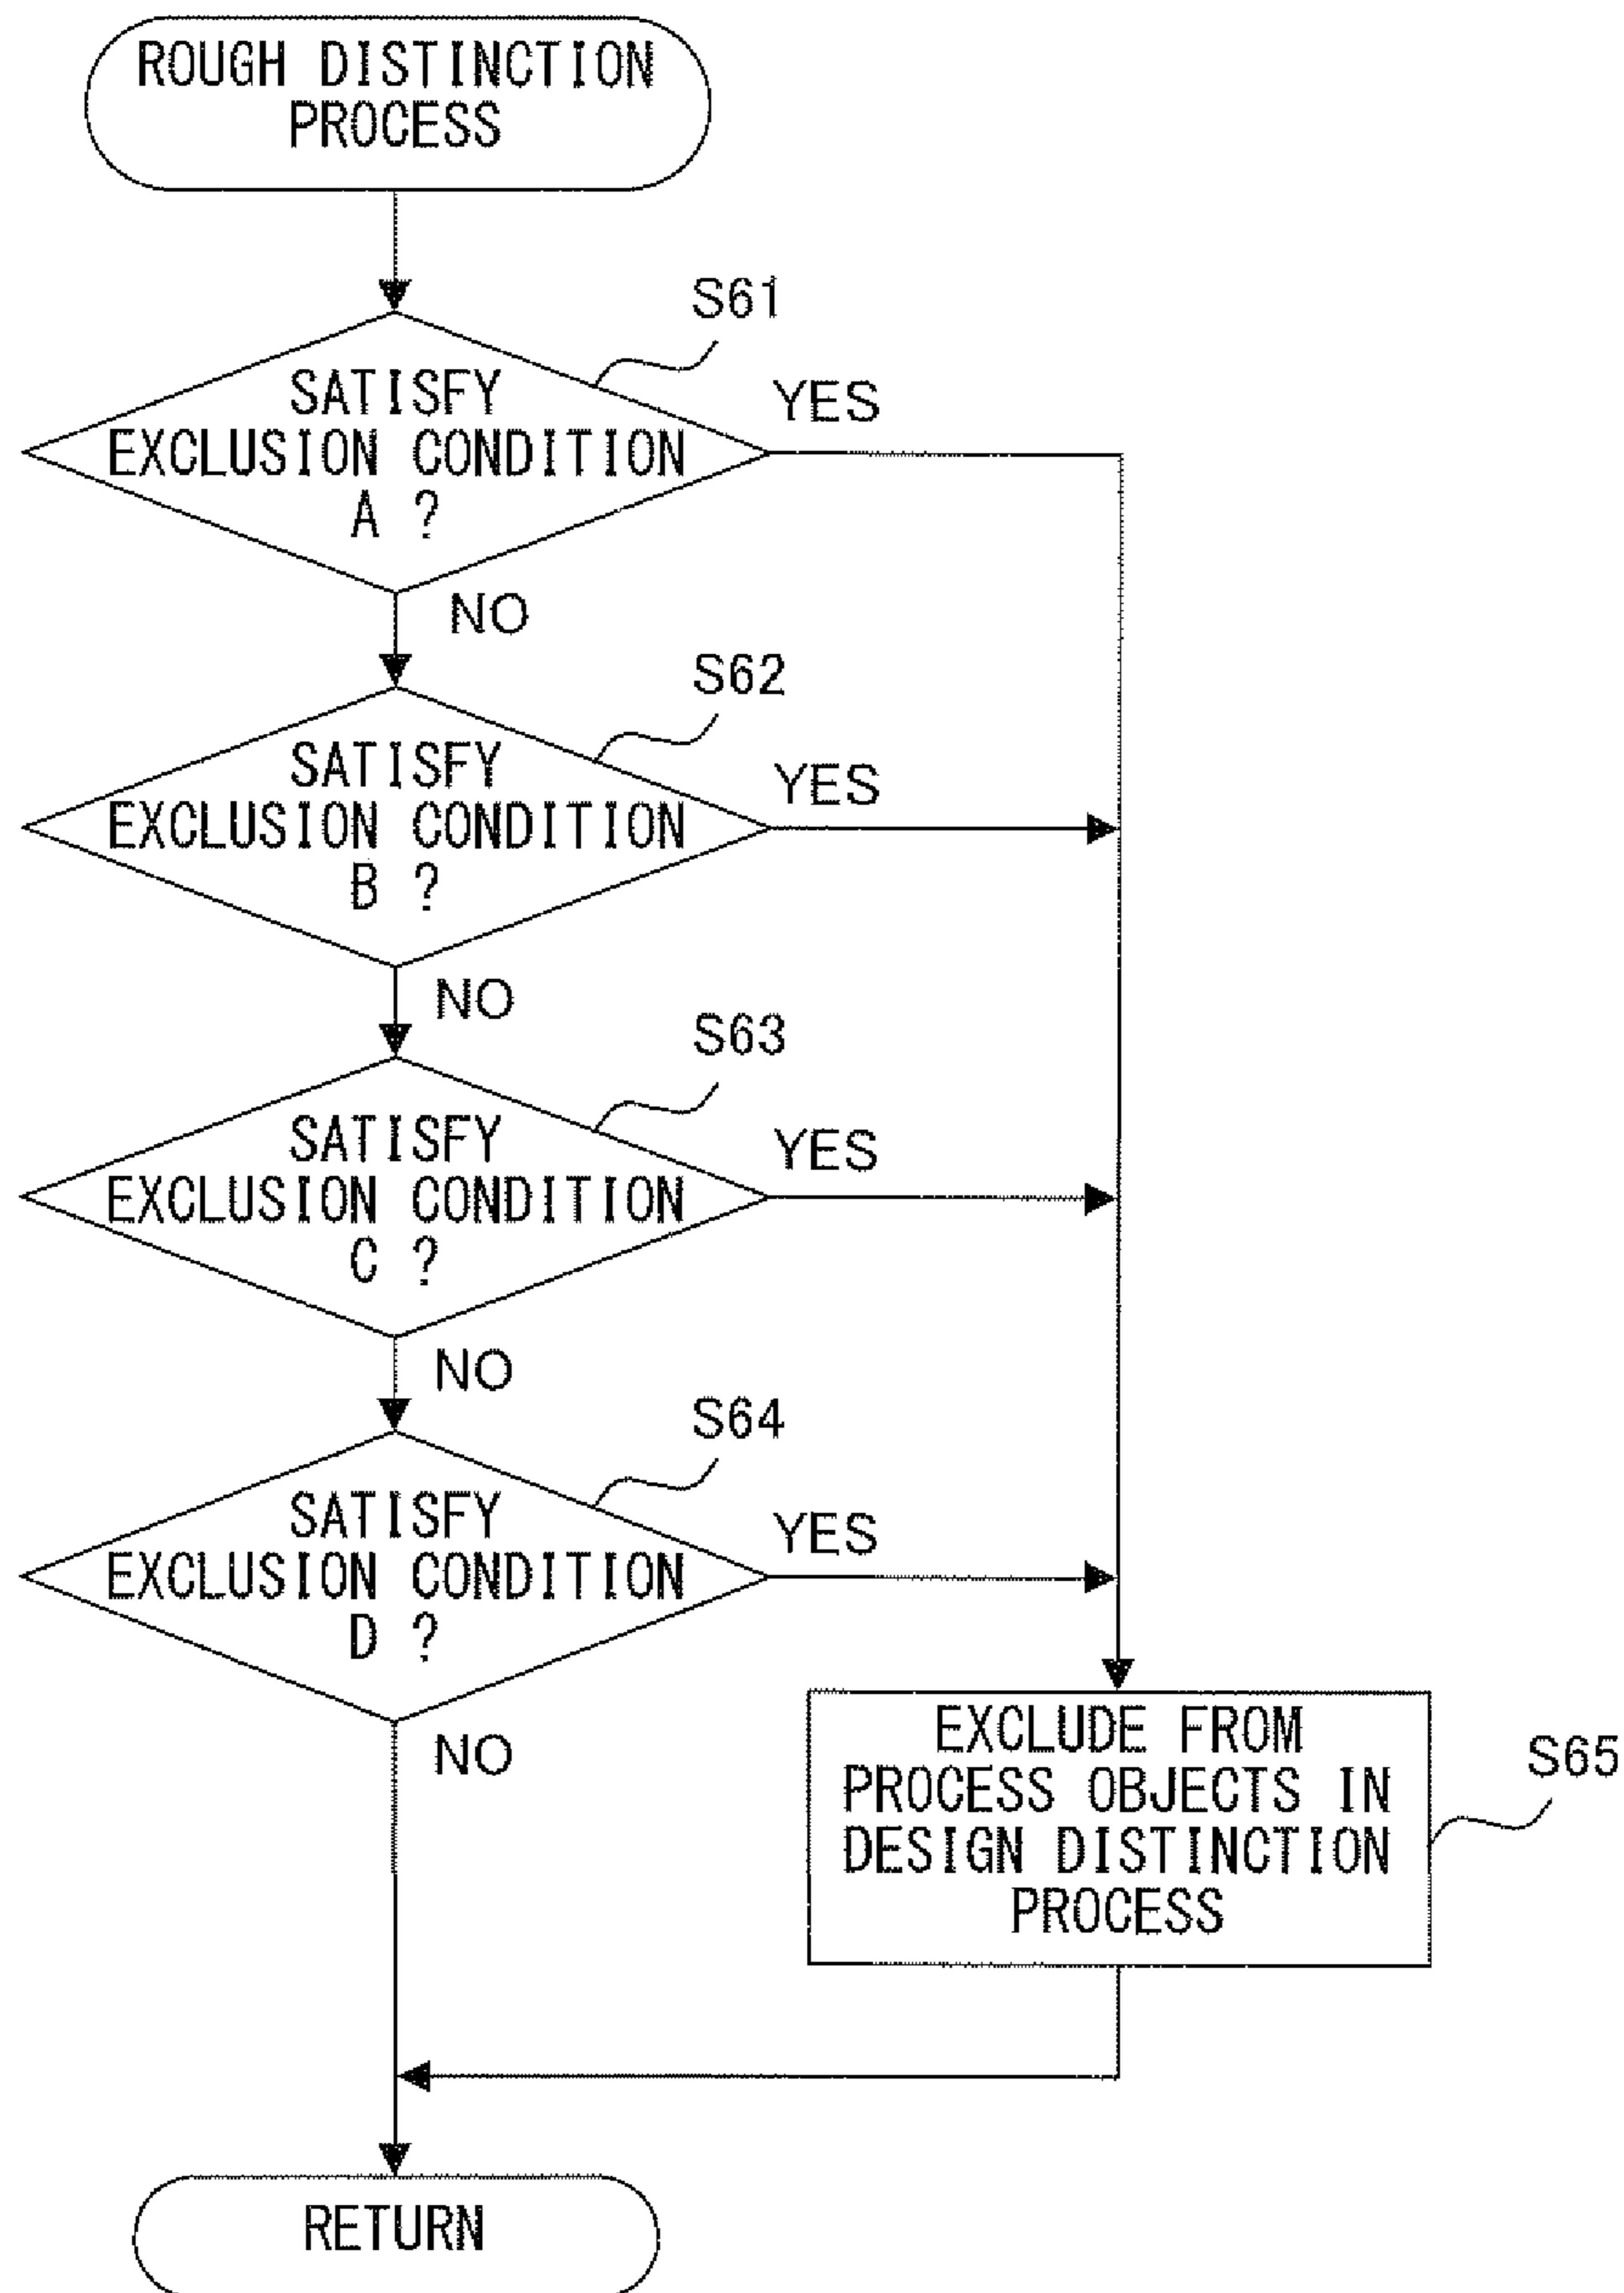 ROUGH DISTINCTION
PROCESS
S61
SATISFY
EXCLUSION CONDITION
A ?
YES
NO
S62
SATISFY
EXCLUSION CONDITION
B ?
YES
NO
S63
SATISFY
EXCLUSION CONDITION
C ?
YES
NO
S64
SATISFY
EXCLUSION CONDITION
D ?
YES
NO
EXCLUDE FROM
PROCESS OBJECTS IN
DESIGN DISTINCTION
PROCESS
S65
RETURN